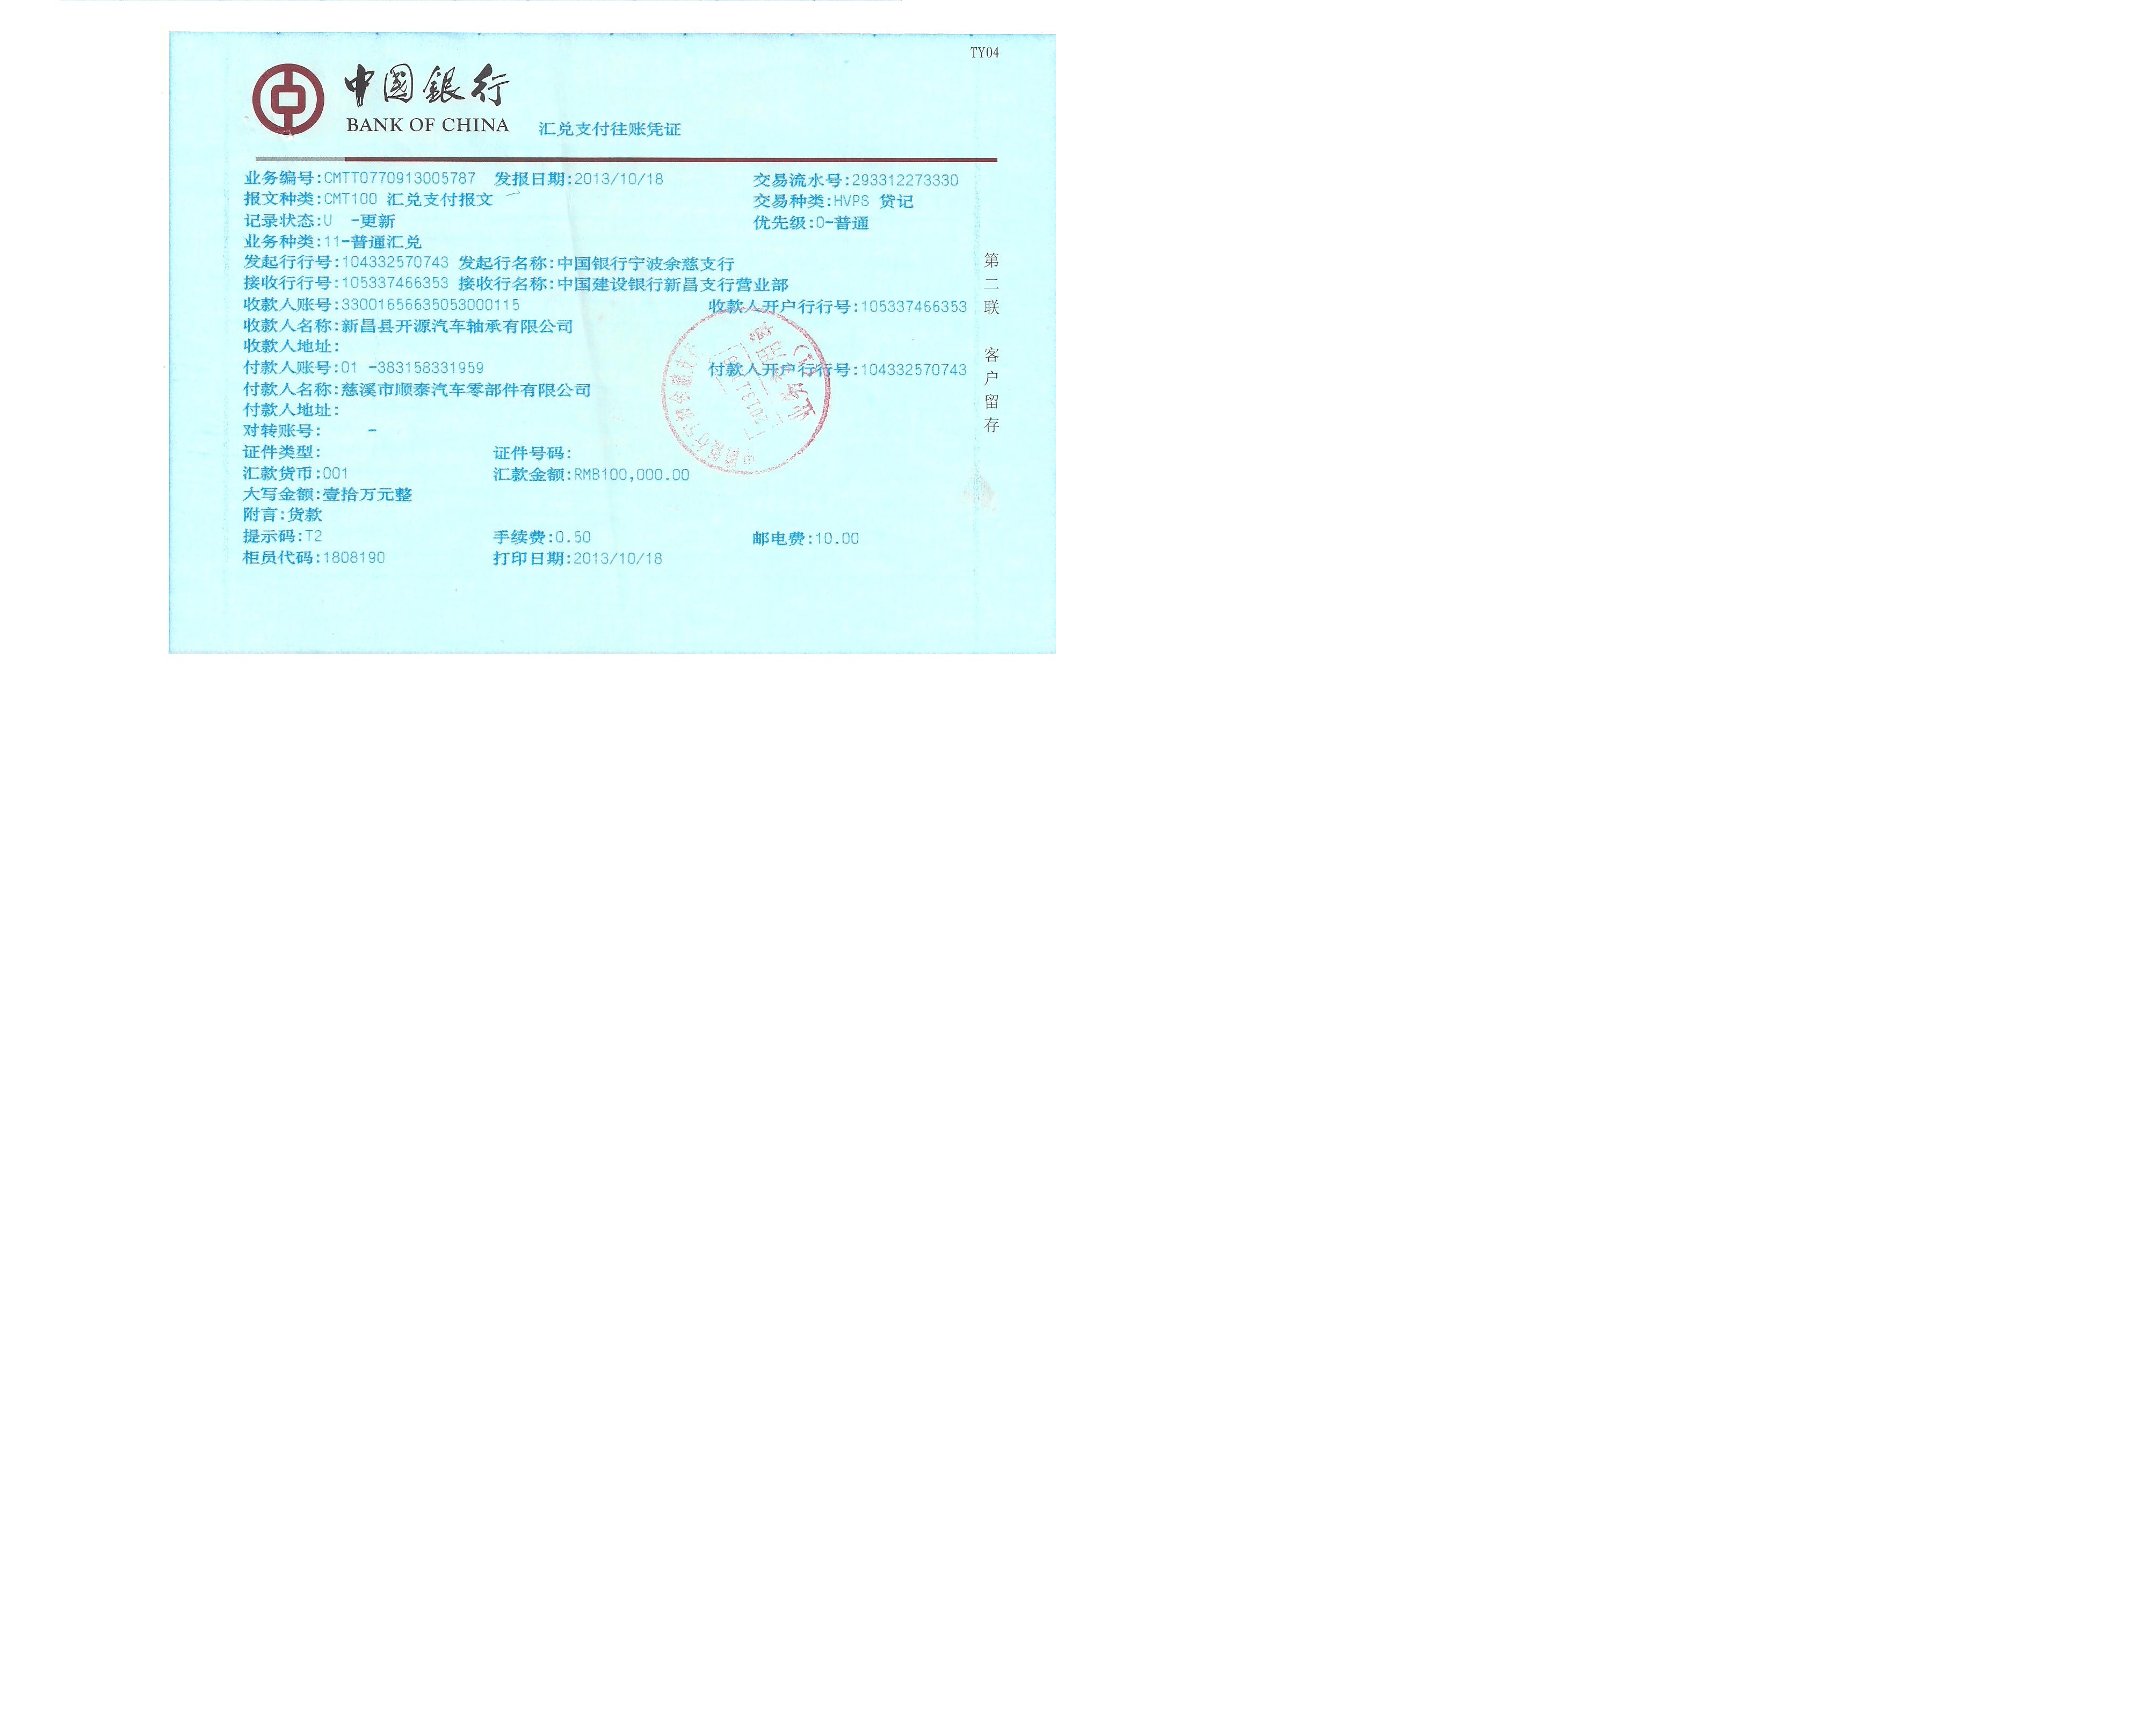 TY04
中國銀行
BANK OF CHINA 汇兑支付往账凭证
业务编号:CMTT0770913005787 发报日期:2013/10/18 交易流水号:293312273330
报文种类:CMT100 汇兑支付报文 交易种类:HVPS 贷记
记录状态:U -更新 优先级:0-普通
业务种类:11-普通汇兑
发起行行号:104332570743 发起行名称:中国银行宁波余慈支行
接收行行号:105337466353 接收行名称:中国建设银行新昌支行营业部
收款人账号:33001656635053000115 收款人开户行行号:105337466353
收款人名称:新昌县开源汽车轴承有限公司
收款人地址:
付款人账号:01 -383158331959 付款人开户行行号:104332570743
付款人名称:慈溪市顺泰汽车零部件有限公司
付款人地址:
对转账号: -
证件类型: 证件号码:
汇款货币:001 汇款金额:RMB100,000.00
大写金额:壹拾万元整
附言:货款
提示码:T2 手续费:0.50 邮电费:10.00
柜员代码:1808190 打印日期:2013/10/18
第二联 客户留存